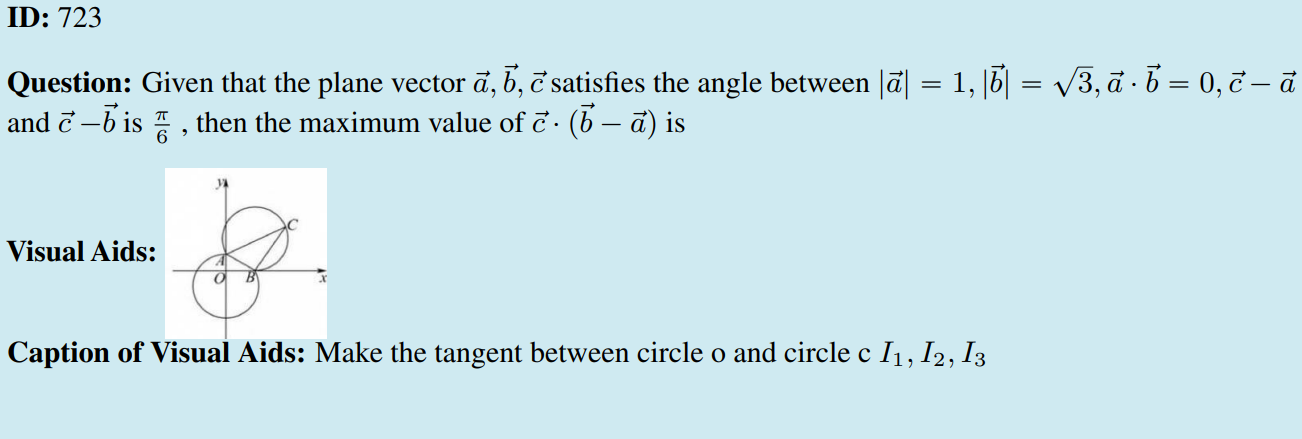 ID: 723
Question: Given that the plane vector $\vec{a}, \vec{b}, \vec{c}$ satisfies the angle between $|\vec{a}| = 1, |\vec{b}| = \sqrt{3}, \vec{a} \cdot \vec{b} = 0, \vec{c} - \vec{a}$
and $\vec{c} - \vec{b}$ is $\frac{\pi}{6}$ , then the maximum value of $\vec{c} \cdot (\vec{b} - \vec{a})$ is
y
C
A
O B x
Visual Aids:
Caption of Visual Aids: Make the tangent between circle o and circle c $I_1, I_2, I_3$